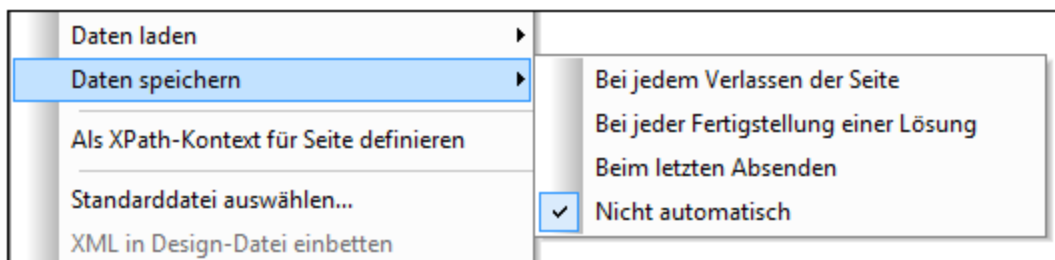 Daten laden
Daten speichern
Als XPath-Kontext für Seite definieren
Standarddatei auswählen...
XML in Design-Datei einbetten
Bei jedem Verlassen der Seite
Bei jeder Fertigstellung einer Lösung
Beim letzten Absenden
Nicht automatisch